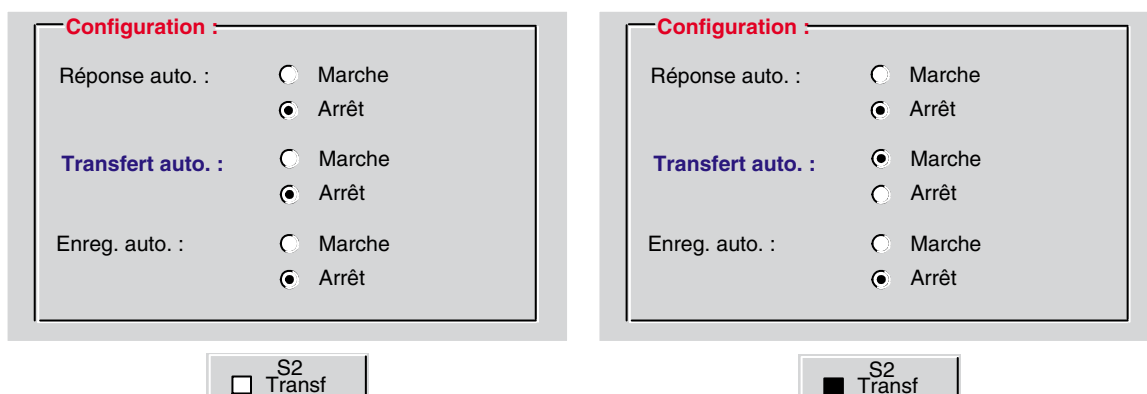 Configuration :
Réponse auto. : Marche
Arrêt
Transfert auto. : Marche
Arrêt
Enreg. auto. : Marche
Arrêt
S2
Transf
Configuration :
Réponse auto. : Marche
Arrêt
Transfert auto. : Marche
Arrêt
Enreg. auto. : Marche
Arrêt
S2
Transf